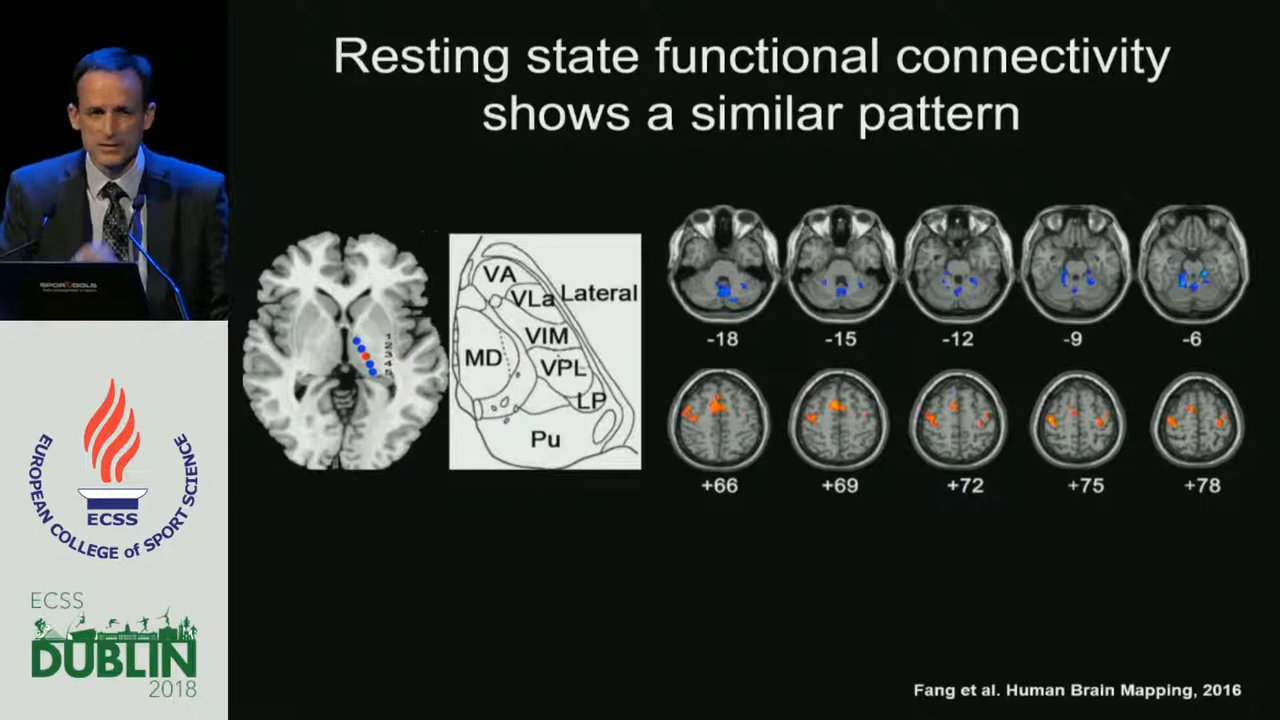 Resting state functional connectivity
shows a similar pattern
1
2
3
4
5
VA
VLa
Lateral
VIM
MD
VPL
LP
Pu
-18
-15
-12
-9
-6
+66
+69
+72
+75
+78
Fang et al. Human Brain Mapping, 2016
EUROPEAN COLLEGE of SPORT SCIENCE
ECSS
ECSS
DUBLIN
2018